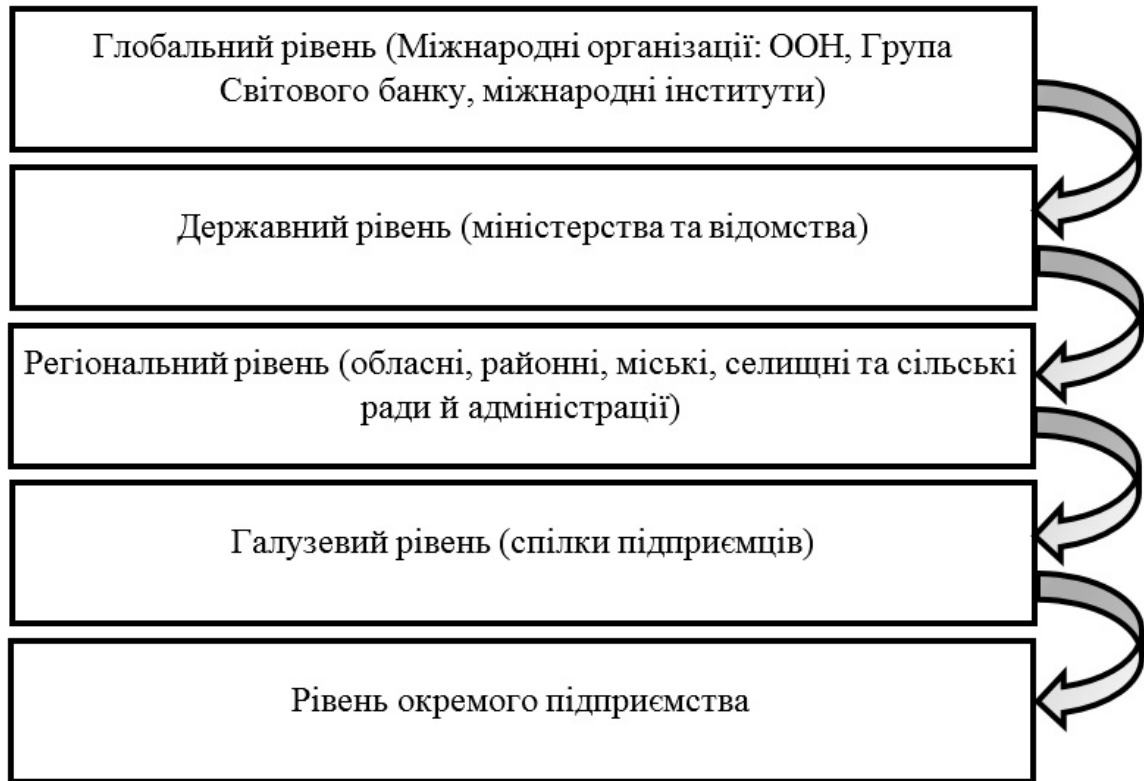 Глобальний рівень (Міжнародні організації: ООН, Група
Світового банку, міжнародні інститути)
Державний рівень (міністерства та відомства)
Регіональний рівень (обласні, районні, міські, селищні та сільські
ради й адміністрації)
Галузевий рівень (спілки підприємців)
Рівень окремого підприємства